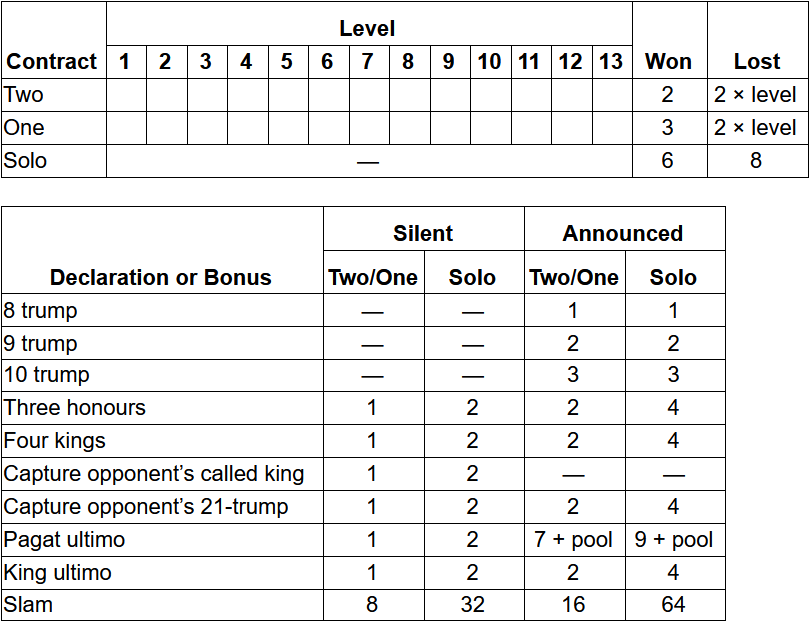 Level
Contract 1 2 3 4 5 6 7 8 9 10 11 12 13 Won Lost
Two 2 2 × level
One 3 2 × level
Solo — 6 8
Silent Announced
Declaration or Bonus Two/One Solo Two/One Solo
8 trump — — 1 1
9 trump — — 2 2
10 trump — — 3 3
Three honours 1 2 2 4
Four kings 1 2 2 4
Capture opponent’s called king 1 2 — —
Capture opponent’s 21-trump 1 2 2 4
Pagat ultimo 1 2 7 + pool 9 + pool
King ultimo 1 2 2 4
Slam 8 32 16 64